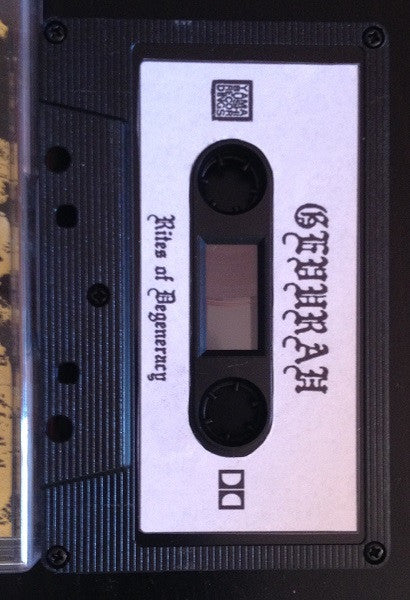 GEVURAH
Rites of Degeneracy